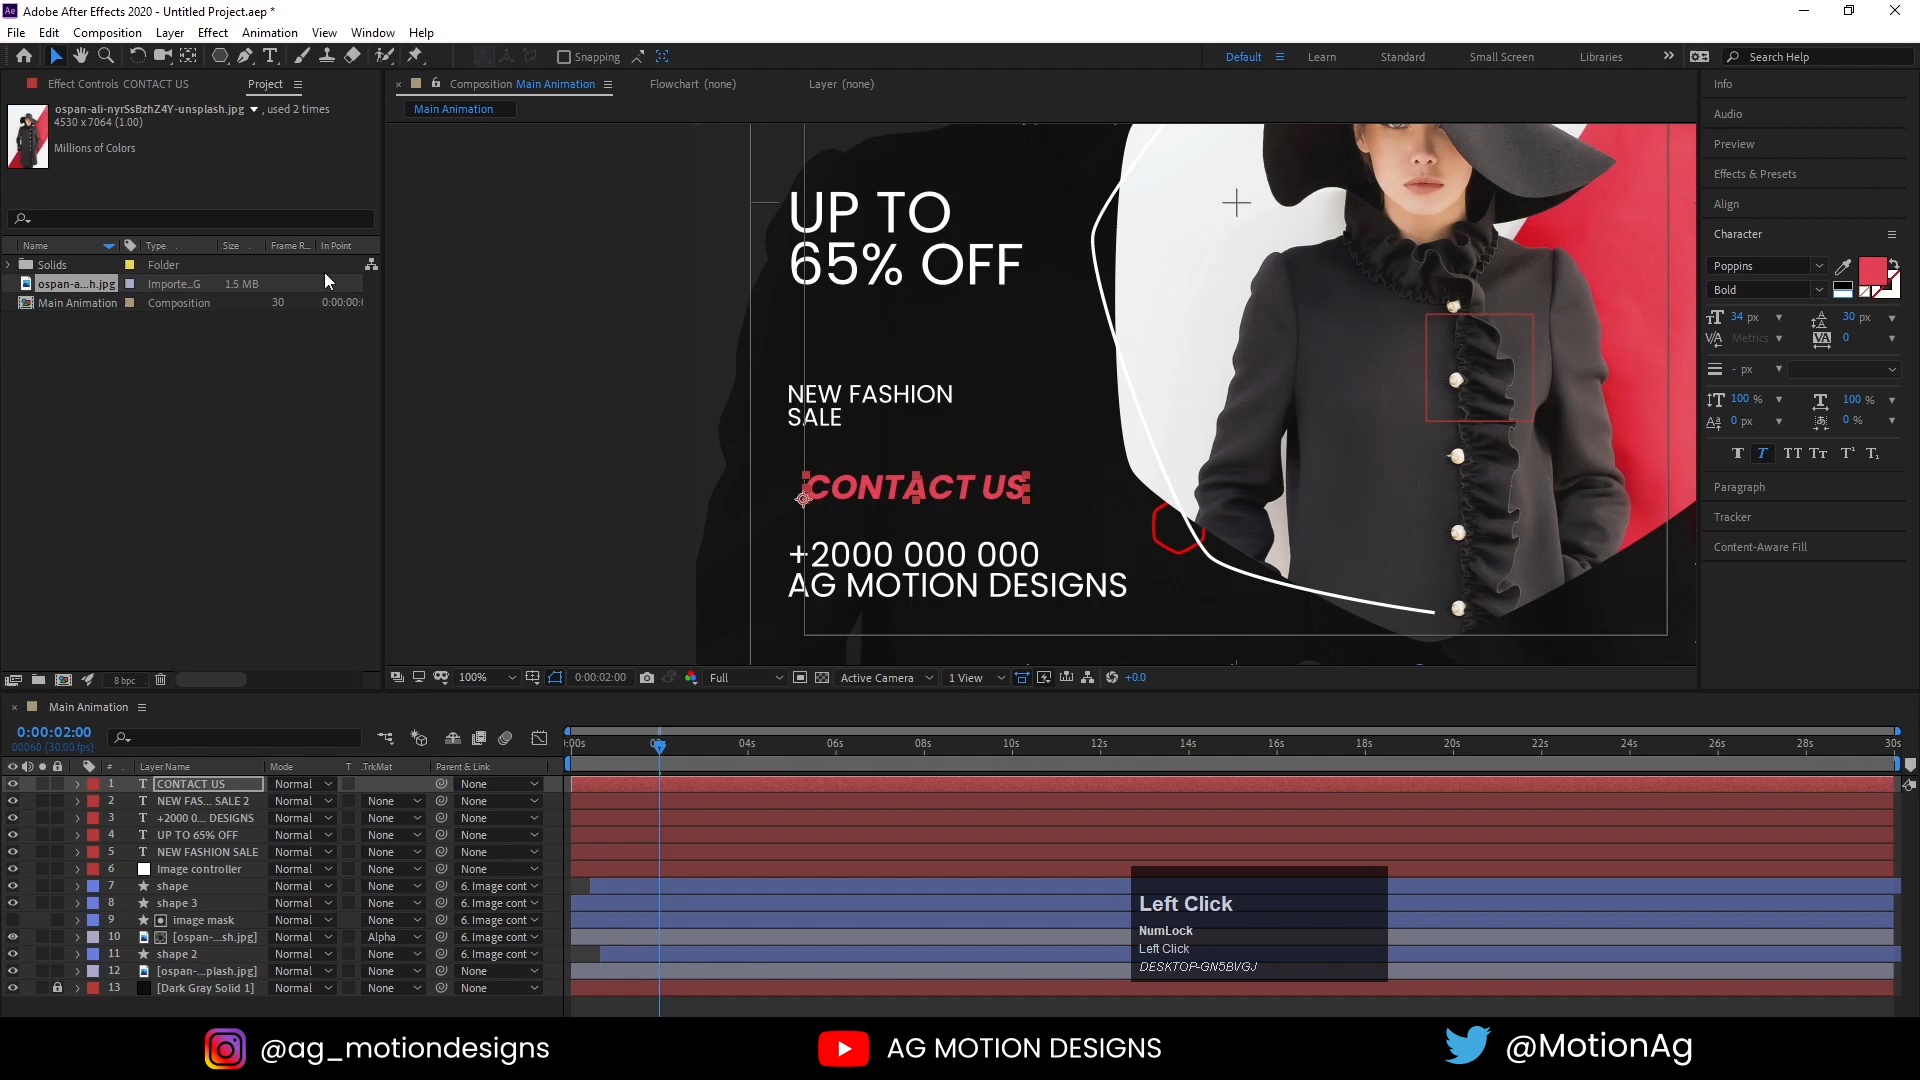 Adobe After Effects 2020 - Untitled Project.aep *
File Edit Composition Layer Effect Animation View Window Help
Snapping
Default Learn Standard Small Screen Libraries Search Help
Effect Controls CONTACT US Project
Composition Main Animation Flowchart (none) Layer (none)
Main Animation
ospan-ali-nyrSsBzhZ4Y-unsplash.jpg , used 2 times
4530 x 7064 (1.00)
Millions of Colors
Name Type Size Frame R... In Point
Solids Folder
ospan-a...h.jpg Importe...G 1.5 MB
Main Animation Composition 30 0:00:00:
UP TO
65% OFF
NEW FASHION
SALE
CONTACT US
+2000 000 000
AG MOTION DESIGNS
Info
Audio
Preview
Effects & Presets
Align
Character
Poppins
Bold
34 px 30 px
Metrics 0
- px
100 % 100 %
0 px 0 %
T T TT Tт T¹ T₁
Paragraph
Tracker
Content-Aware Fill
8 bpc
100% 0:00:02:00 Full Active Camera 1 View +0.0
Main Animation
0:00:02:00
00060 (30.00 fps)
:00s 04s 06s 08s 10s 12s 14s 16s 18s 20s 22s 24s 26s 28s 30s
# Layer Name Mode T .TrkMat Parent & Link
1 T CONTACT US Normal None
2 T NEW FAS... SALE 2 Normal None None
3 T +2000 0... DESIGNS Normal None None
4 T UP TO 65% OFF Normal None None
5 T NEW FASHION SALE Normal None None
6 Image controller Normal None None
7 shape Normal None 6. Image cont
8 shape 3 Normal None 6. Image cont
9 image mask Normal None 6. Image cont
10 [ospan-...sh.jpg] Normal Alpha 6. Image cont
11 shape 2 Normal None 6. Image cont
12 [ospan-...plash.jpg] Normal None None
13 [Dark Gray Solid 1] Normal None None
Left Click
NumLock
Left Click
DESKTOP-GN5BVGJ
@ag_motiondesigns AG MOTION DESIGNS @MotionAg